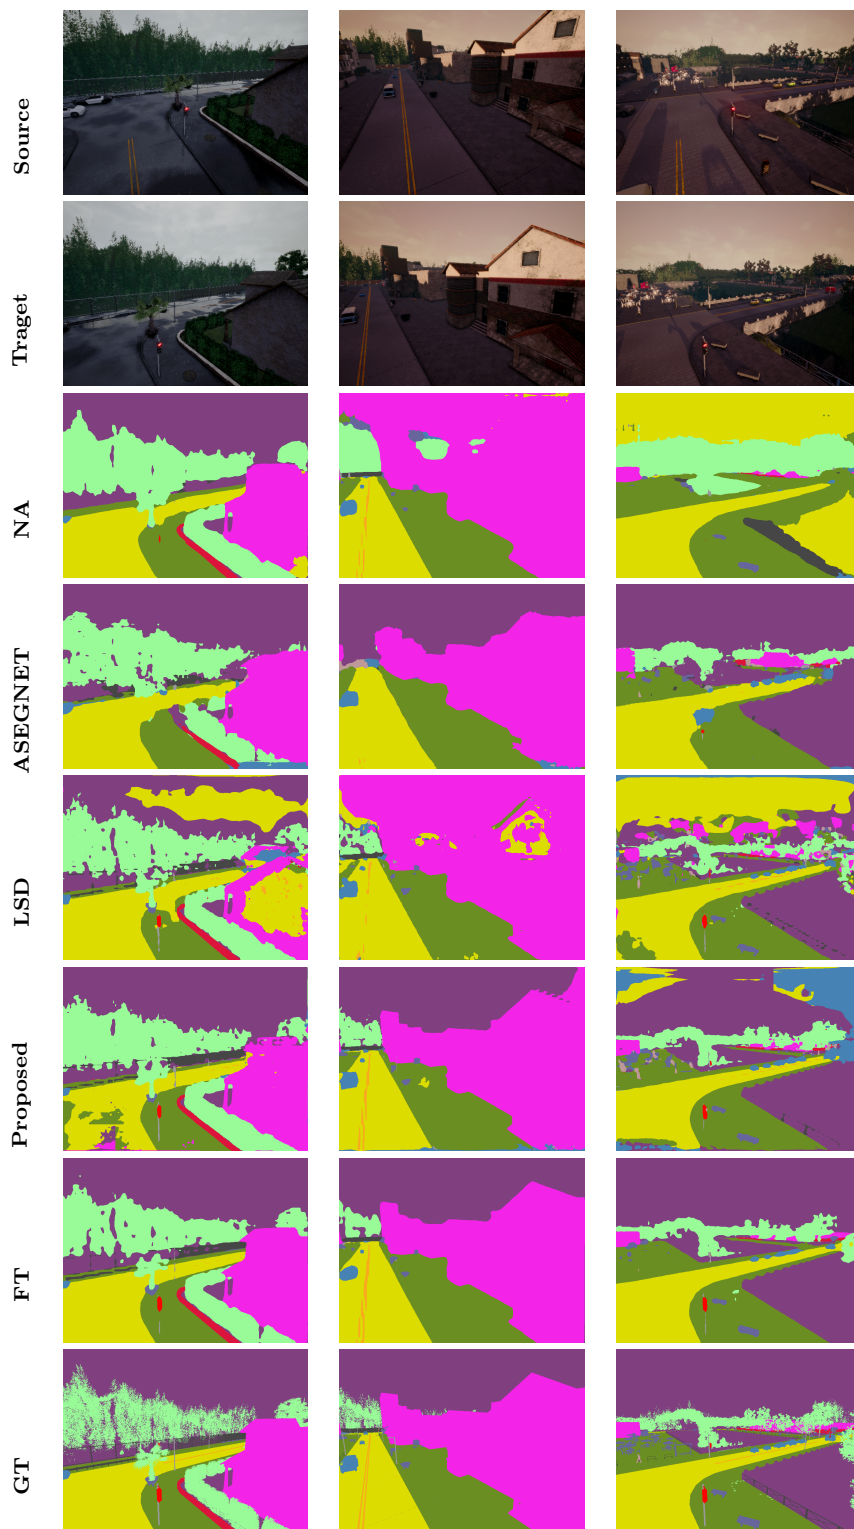 Source
Traget
NA
ASEGNET
LSD
Proposed
FT
GT